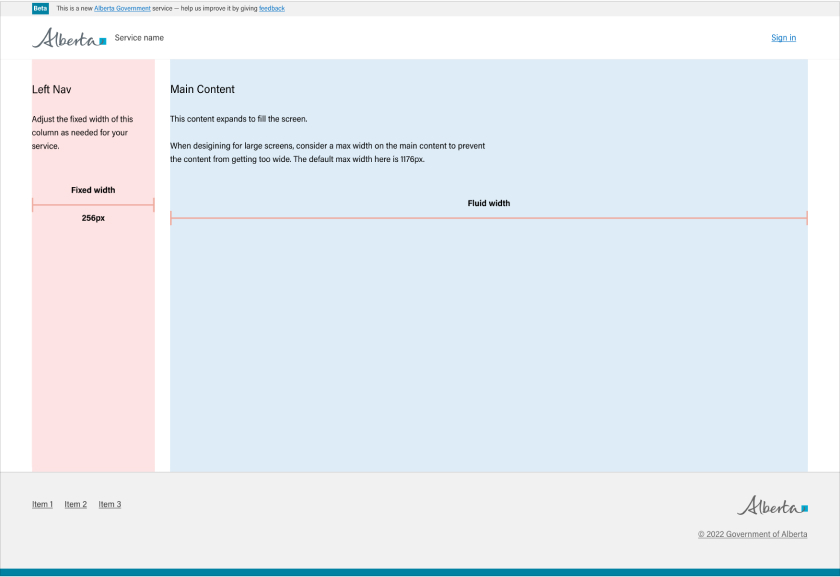 Beta This is a new Alberta Government service — help us improve it by giving feedback
Alberta Service name Sign in
Left Nav
Adjust the fixed width of this
column as needed for your
service.
Fixed width
256px
Main Content
This content expands to fill the screen.
When desigining for large screens, consider a max width on the main content to prevent
the content from getting too wide. The default max width here is 1176px.
Fluid width
Item 1 Item 2 Item 3
Alberta
© 2022 Government of Alberta